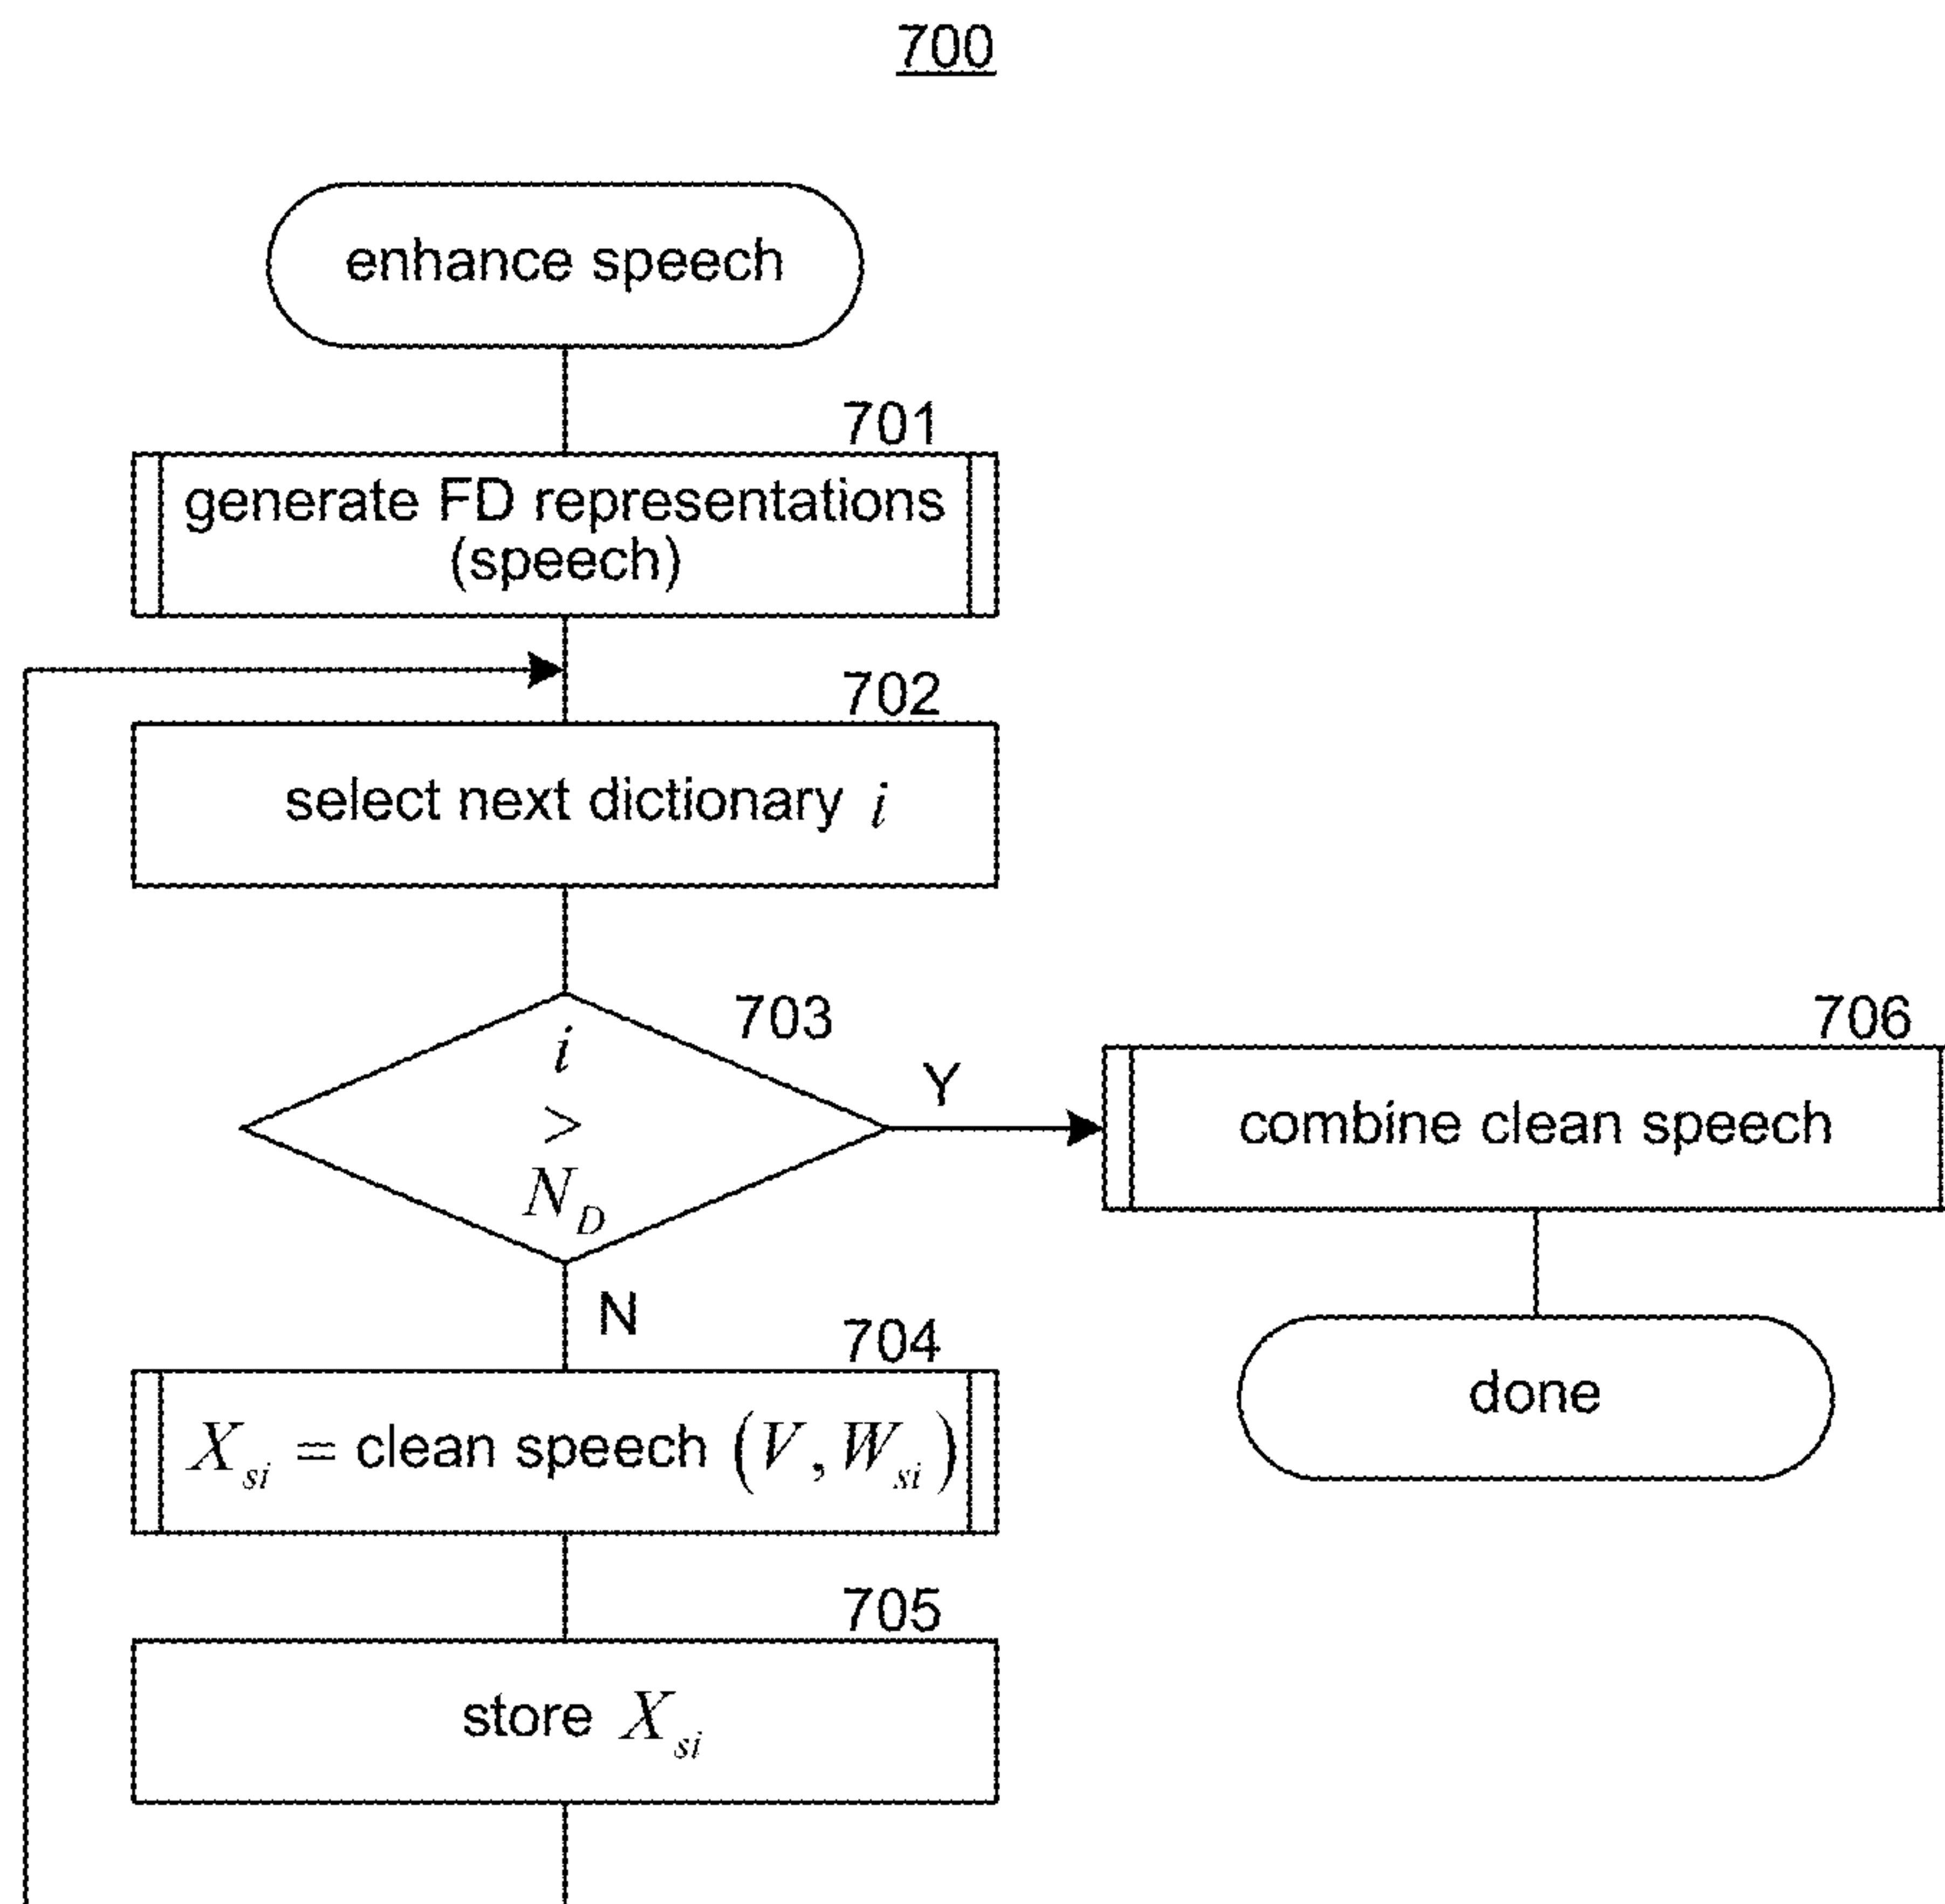 700
enhance speech
701
generate FD representations
(speech)
702
select next dictionary i
703
i
>
N_D
Y
706
combine clean speech
N
done
704
X_si = clean speech (V, W_si)
705
store X_si